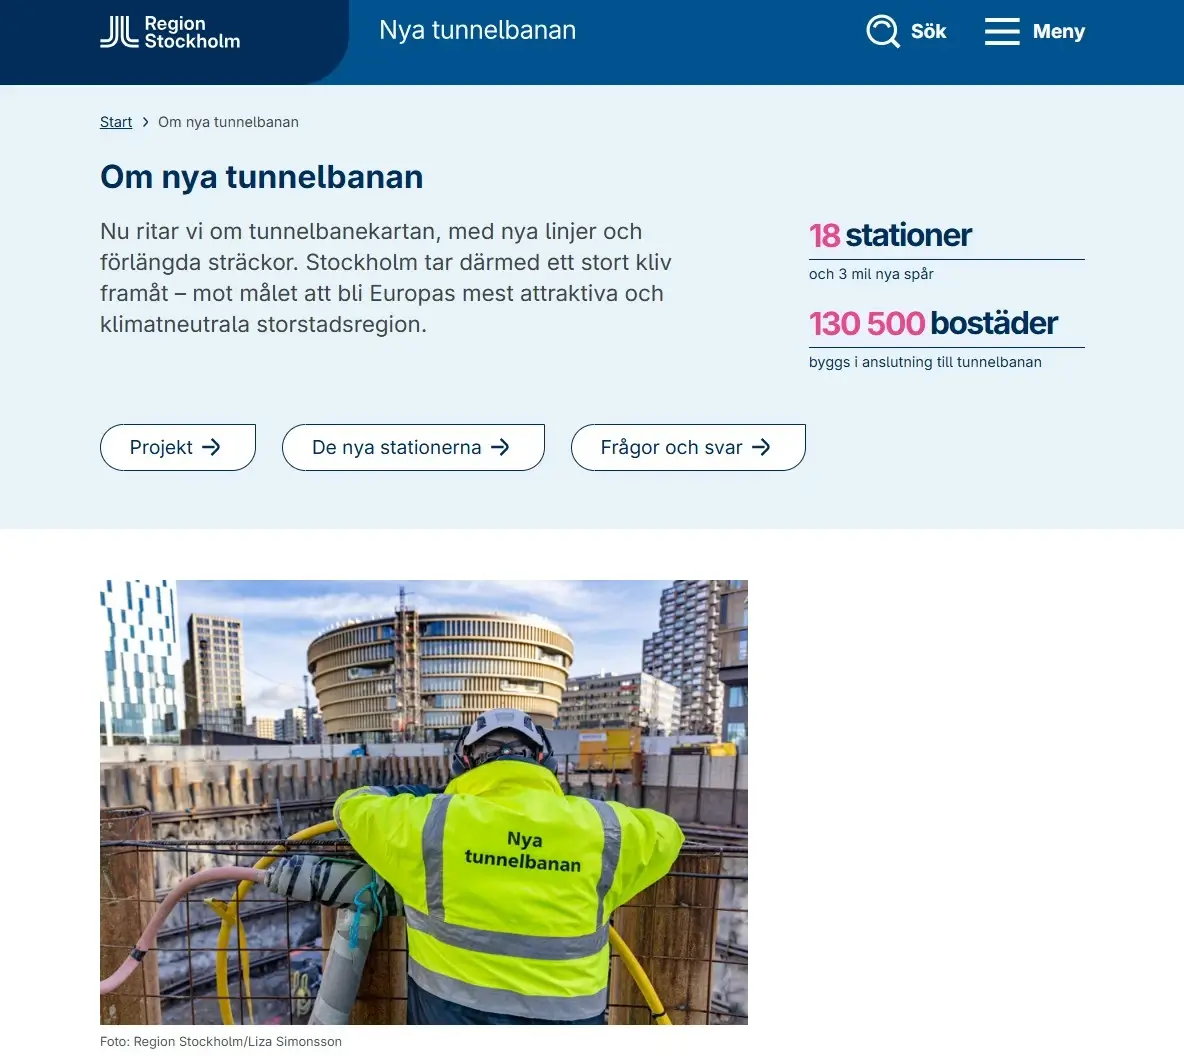 Region
Stockholm
Nya tunnelbanan
Sök
Meny
Start
Om nya tunnelbanan
Om nya tunnelbanan
Nu ritar vi om tunnelbanekartan, med nya linjer och
förlängda sträckor. Stockholm tar därmed ett stort kliv
framåt – mot målet att bli Europas mest attraktiva och
klimatneutrala storstadsregion.
18 stationer
och 3 mil nya spår
130 500 bostäder
byggs i anslutning till tunnelbanan
Projekt
De nya stationerna
Frågor och svar
Nya
tunnelbanan
Foto: Region Stockholm/Liza Simonsson